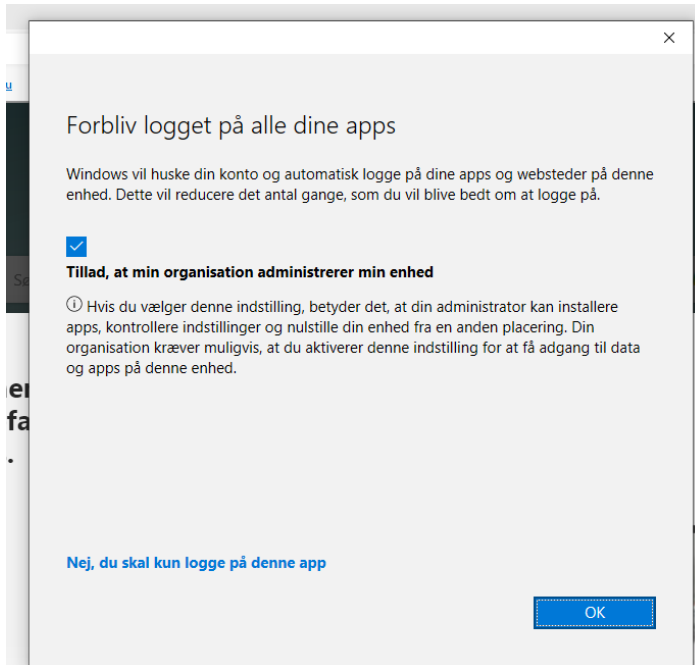 u
Forbliv logget på alle dine apps
Windows vil huske din konto og automatisk logge på dine apps og websteder på denne
enhed. Dette vil reducere det antal gange, som du vil blive bedt om at logge på.
Sø
Tillad, at min organisation administrerer min enhed
Hvis du vælger denne indstilling, betyder det, at din administrator kan installere
apps, kontrollere indstillinger og nulstille din enhed fra en anden placering. Din
organisation kræver muligvis, at du aktiverer denne indstilling for at få adgang til data
og apps på denne enhed.
fa
.
Nej, du skal kun logge på denne app
OK